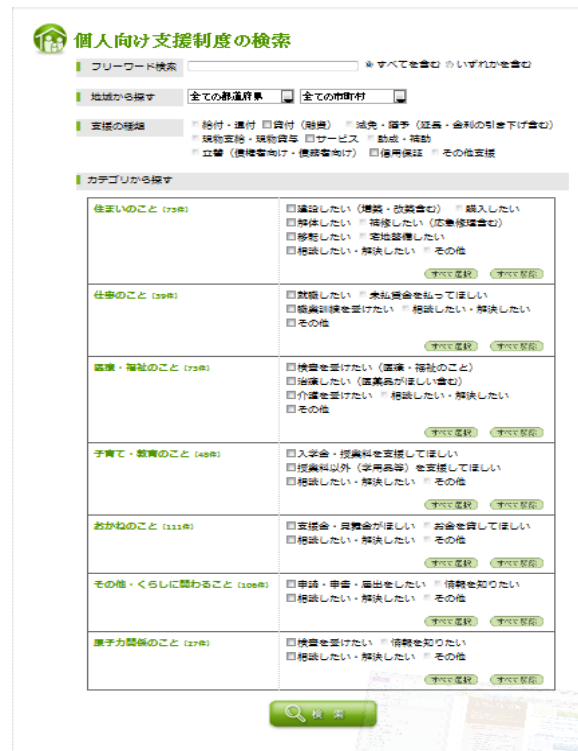 個人向け支援制度の検索
フリーワード検索 すべてを含む いずれかを含む
地域から探す 全ての都道府県 全ての市町村
支援の種類 給付・還付 貸付（融資） 減免・猶予（延長・金利の引き下げ含む）
現物支給・現物貸与 サービス 助成・補助
立替（債権者向け・債務者向け） 信用保証 その他支援
カテゴリから探す
住まいのこと (73件) 建設したい（増築・改築含む） 購入したい
解体したい 補修したい（応急修理含む）
移転したい 宅地整備したい
相談したい・解決したい その他
すべて選択 すべて解除
仕事のこと (39件) 就職したい 未払賃金を払ってほしい
職業訓練を受けたい 相談したい・解決したい
その他
すべて選択 すべて解除
医療・福祉のこと (73件) 検査を受けたい（医療・福祉のこと）
治療したい（医薬品がほしい含む）
介護を受けたい 相談したい・解決したい
その他
すべて選択 すべて解除
子育て・教育のこと (48件) 入学金・授業料を支援してほしい
授業料以外（学用品等）を支援してほしい
相談したい・解決したい その他
すべて選択 すべて解除
おかねのこと (111件) 支援金・見舞金がほしい お金を貸してほしい
相談したい・解決したい その他
すべて選択 すべて解除
その他・くらしに関わること (106件) 申請・申告・届出をしたい 情報を知りたい
相談したい・解決したい その他
すべて選択 すべて解除
原子力関係のこと (27件) 検査を受けたい 情報を知りたい
相談したい・解決したい その他
すべて選択 すべて解除
検 索